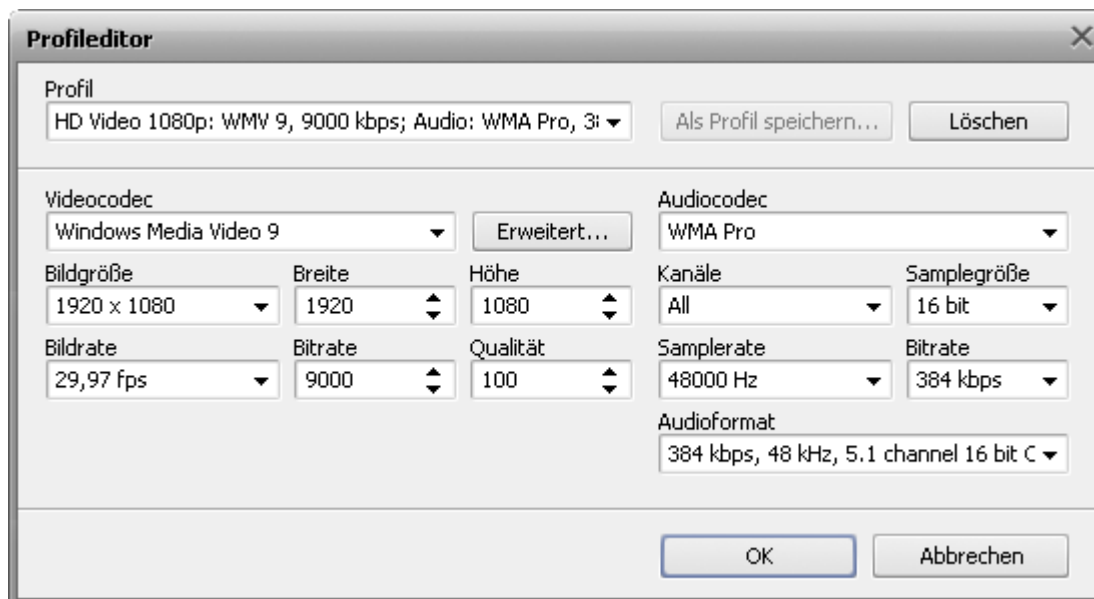 Profileditor
Profil
HD Video 1080p: WMV 9, 9000 kbps; Audio: WMA Pro, 38
Als Profil speichern... Löschen
Videocodec Audiocodec
Windows Media Video 9 Erweitert... WMA Pro
Bildgröße Breite Höhe Kanäle Samplegröße
1920 x 1080 1920 1080 All 16 bit
Bildrate Bitrate Qualität Samplerate Bitrate
29,97 fps 9000 100 48000 Hz 384 kbps
Audioformat
384 kbps, 48 kHz, 5.1 channel 16 bit C
OK Abbrechen